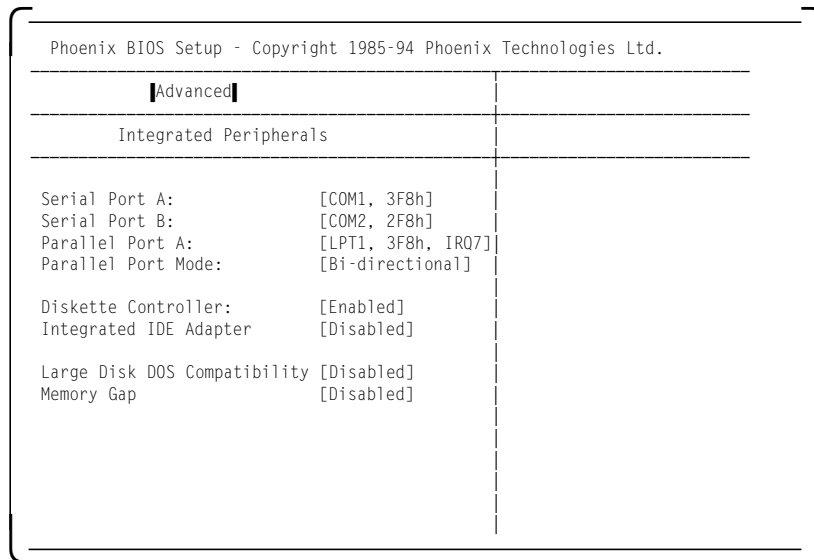 Phoenix BIOS Setup - Copyright 1985-94 Phoenix Technologies Ltd.
Advanced
Integrated Peripherals
Serial Port A: [COM1, 3F8h]
Serial Port B: [COM2, 2F8h]
Parallel Port A: [LPT1, 3F8h, IRQ7]
Parallel Port Mode: [Bi-directional]
Diskette Controller: [Enabled]
Integrated IDE Adapter [Disabled]
Large Disk DOS Compatibility [Disabled]
Memory Gap [Disabled]